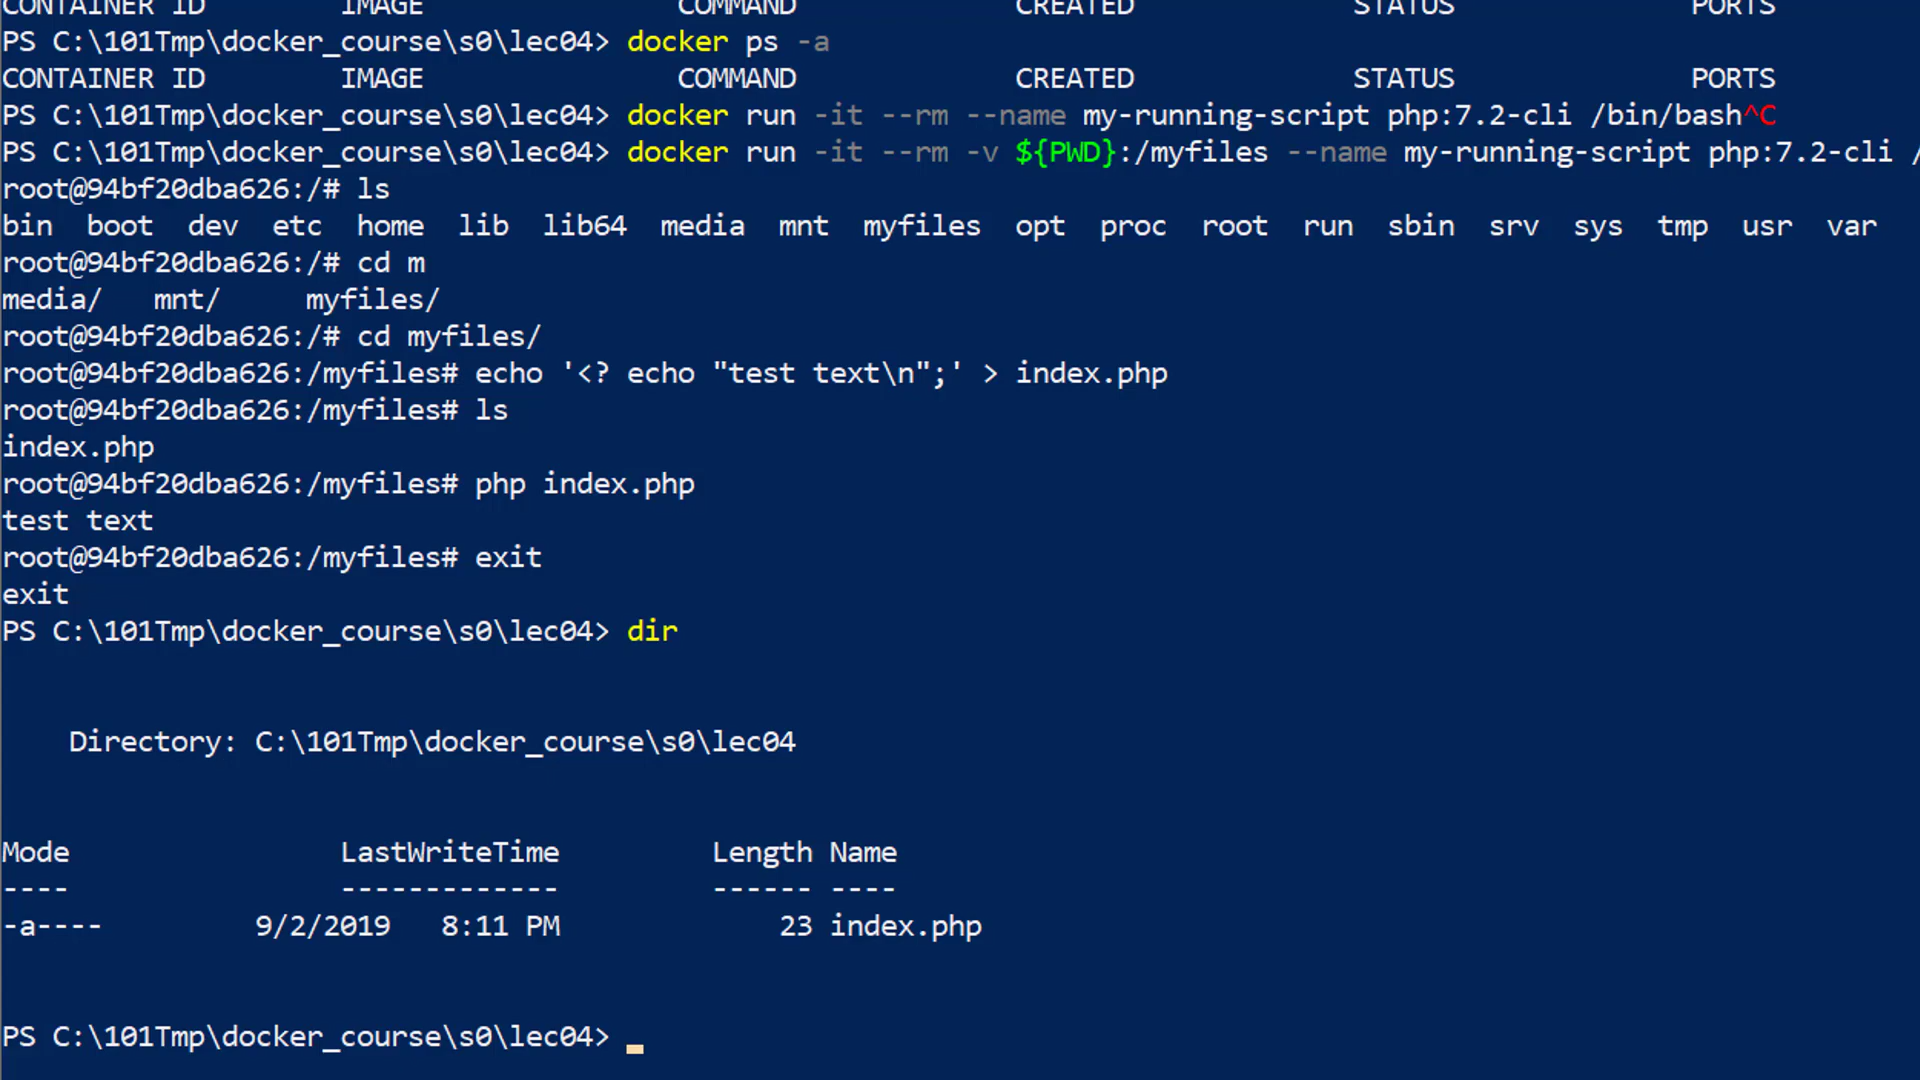 CONTAINER ID        IMAGE               COMMAND             CREATED             STATUS              PORTS
PS C:\101Tmp\docker_course\s0\lec04> docker ps -a
CONTAINER ID        IMAGE               COMMAND             CREATED             STATUS              PORTS
PS C:\101Tmp\docker_course\s0\lec04> docker run -it --rm --name my-running-script php:7.2-cli /bin/bash^C
PS C:\101Tmp\docker_course\s0\lec04> docker run -it --rm -v ${PWD}:/myfiles --name my-running-script php:7.2-cli /
root@94bf20dba626:/# ls
bin  boot  dev  etc  home  lib  lib64  media  mnt  myfiles  opt  proc  root  run  sbin  srv  sys  tmp  usr  var
root@94bf20dba626:/# cd m
media/   mnt/     myfiles/
root@94bf20dba626:/# cd myfiles/
root@94bf20dba626:/myfiles# echo '<? echo "test text\n";' > index.php
root@94bf20dba626:/myfiles# ls
index.php
root@94bf20dba626:/myfiles# php index.php
test text
root@94bf20dba626:/myfiles# exit
exit
PS C:\101Tmp\docker_course\s0\lec04> dir
    Directory: C:\101Tmp\docker_course\s0\lec04
Mode                LastWriteTime         Length Name
----                -------------         ------ ----
-a----         9/2/2019   8:11 PM             23 index.php
PS C:\101Tmp\docker_course\s0\lec04>